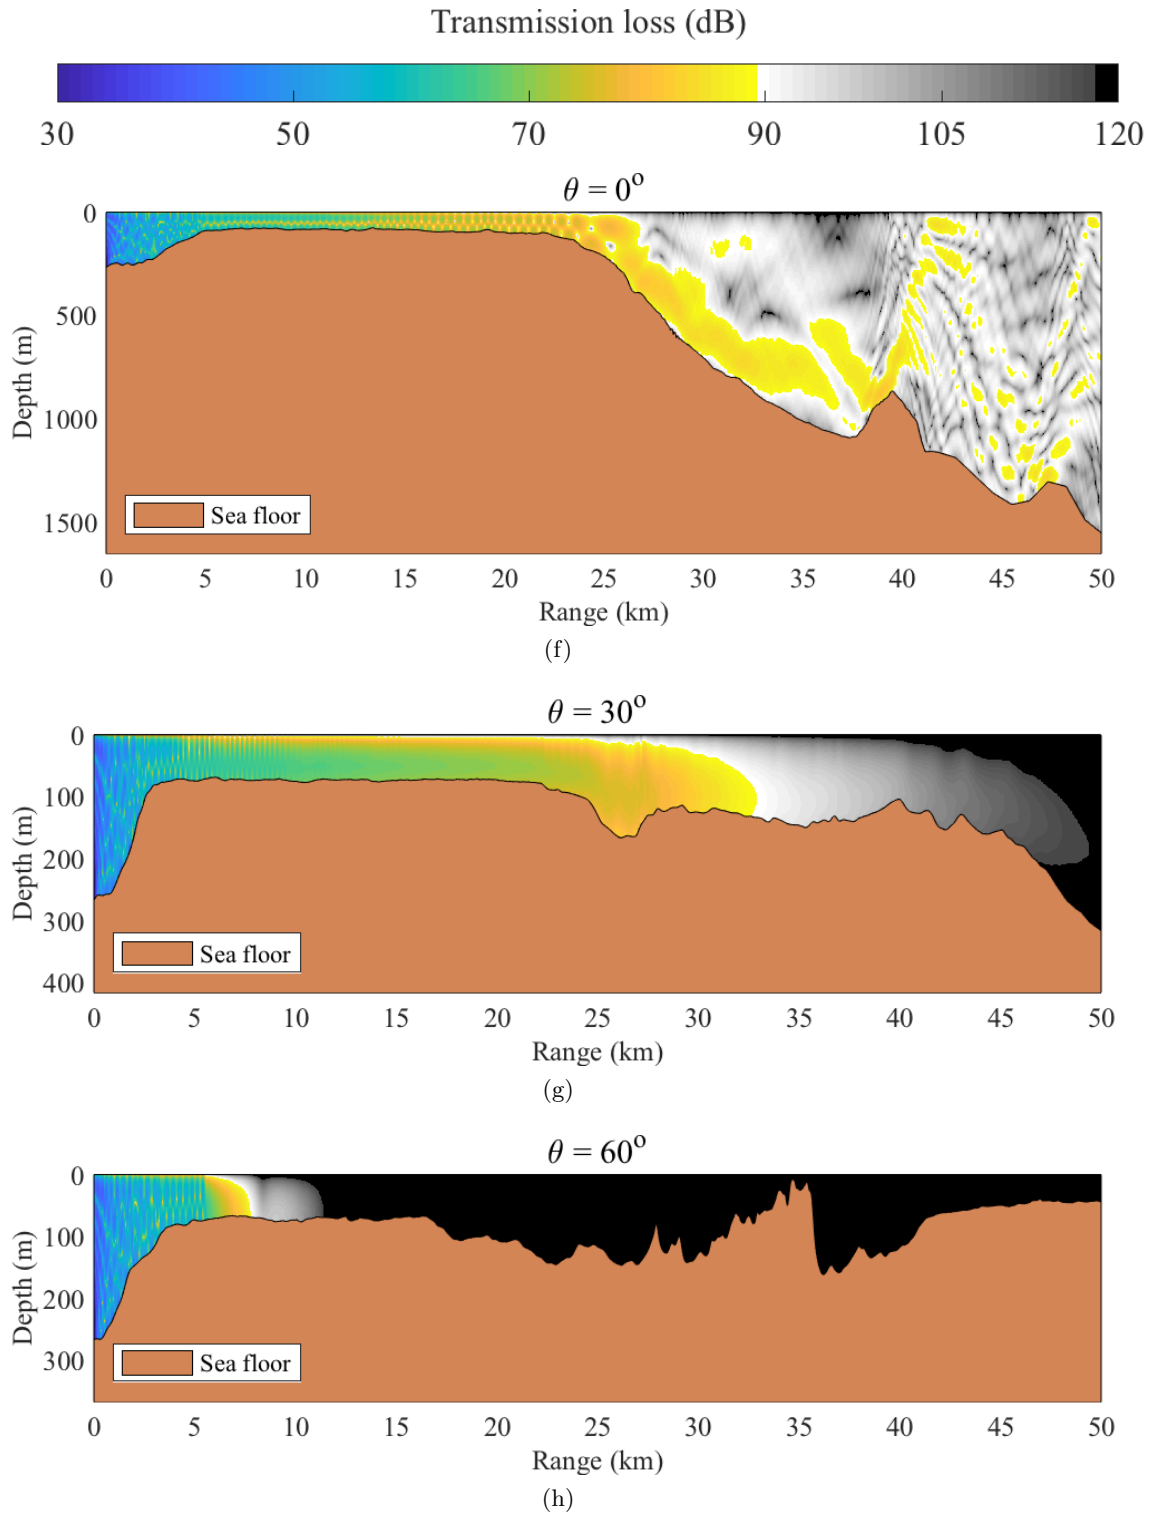 Transmission loss (dB)
30 50 70 90 105 120
θ = 0º
0
500
1000
1500
Depth (m)
Sea floor
0 5 10 15 20 25 30 35 40 45 50
Range (km)
(f)
θ = 30º
0
100
200
300
400
Depth (m)
Sea floor
0 5 10 15 20 25 30 35 40 45 50
Range (km)
(g)
θ = 60º
0
100
200
300
Depth (m)
Sea floor
0 5 10 15 20 25 30 35 40 45 50
Range (km)
(h)